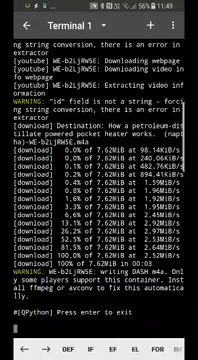 11:49
Terminal 1
ng string conversion, there is an error in
extractor
[youtube] WE-b2LjRW5E: Downloading webpage
[youtube] WE-b2LjRW5E: Downloading video in
fo webpage
[youtube] WE-b2LjRW5E: Extracting video inf
ormation
WARNING: "id" field is not a string - forci
ng string conversion, there is an error in
extractor
[download] Destination: How a petroleum-dis
tillate powered pocket heater works. (napt
ha)-WE-b2LjRW5E.m4a
[download] 0.0% of 7.62MiB at 98.14KiB/s
[download] 0.0% of 7.62MiB at 240.06KiB/s
[download] 0.1% of 7.62MiB at 482.76KiB/s
[download] 0.2% of 7.62MiB at 894.41KiB/s
[download] 0.4% of 7.62MiB at 1.59MiB/s
[download] 0.8% of 7.62MiB at 1.96MiB/s
[download] 1.6% of 7.62MiB at 1.93MiB/s
[download] 3.3% of 7.62MiB at 1.99MiB/s
[download] 6.6% of 7.62MiB at 2.23MiB/s
[download] 13.1% of 7.62MiB at 2.52MiB/s
[download] 26.2% of 7.62MiB at 2.97MiB/s
[download] 52.5% of 7.62MiB at 2.53MiB/s
[download] 81.5% of 7.62MiB at 2.64MiB/s
[download] 100.0% of 7.62MiB at 2.52MiB/s
[download] 100% of 7.62MiB in 00:03
WARNING: WE-b2LjRW5E: writing DASH m4a. Onl
y some players support this container. Inst
all ffmpeg or avconv to fix this automatica
lly.
#[QPython] Press enter to exit
DEF IF EF EL FOR